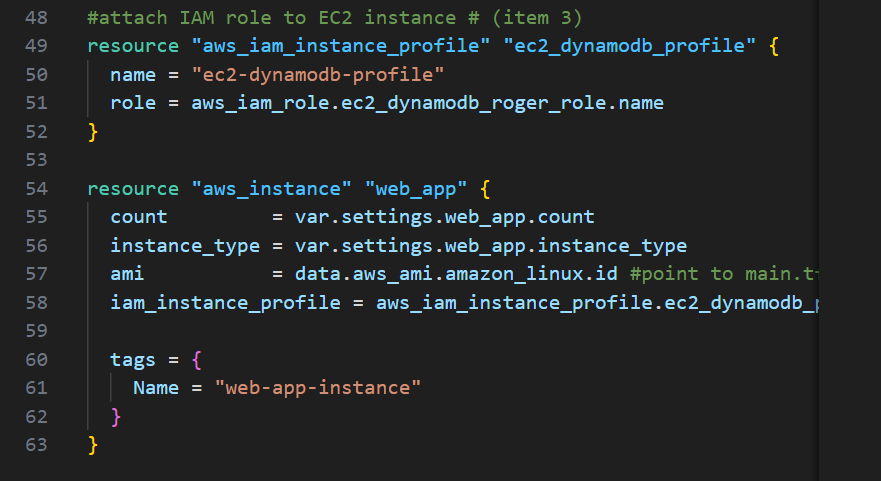 48 #attach IAM role to EC2 instance # (item 3)
49 resource "aws_iam_instance_profile" "ec2_dynamodb_profile" {
50   name = "ec2-dynamodb-profile"
51   role = aws_iam_role.ec2_dynamodb_roger_role.name
52 }
53
54 resource "aws_instance" "web_app" {
55   count         = var.settings.web_app.count
56   instance_type = var.settings.web_app.instance_type
57   ami           = data.aws_ami.amazon_linux.id #point to main.t
58   iam_instance_profile = aws_iam_instance_profile.ec2_dynamodb_
59
60   tags = {
61     Name = "web-app-instance"
62   }
63 }